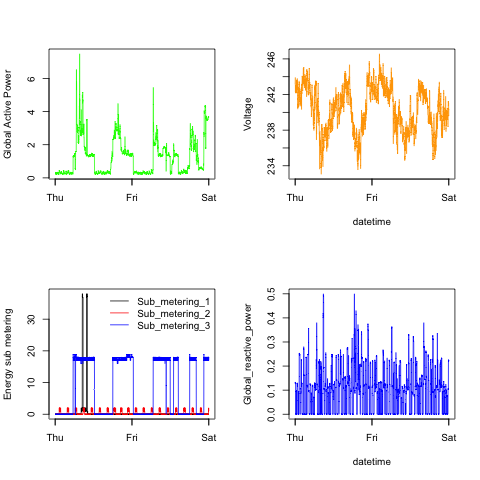 Global Active Power
0 2 4 6
Thu Fri Sat
Voltage
234 238 242 246
Thu Fri Sat
datetime
Energy sub metering
0 10 20 30
Sub_metering_1
Sub_metering_2
Sub_metering_3
Thu Fri Sat
Global_reactive_power
0.0 0.1 0.2 0.3 0.4 0.5
Thu Fri Sat
datetime